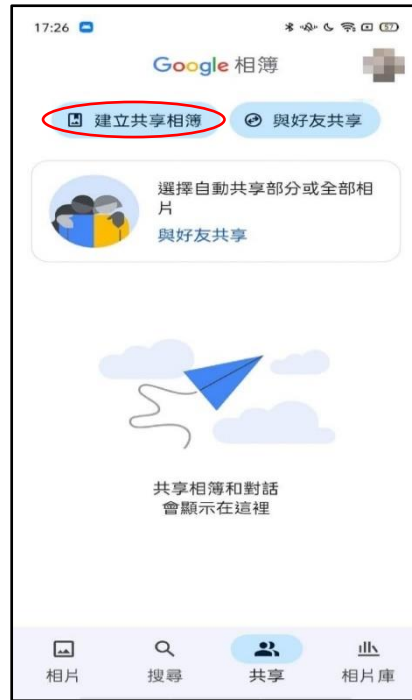 17:26
57
Google 相簿
建立共享相簿
與好友共享
選擇自動共享部分或全部相
片
與好友共享
共享相簿和對話
會顯示在這裡
相片
搜尋
共享
相片庫